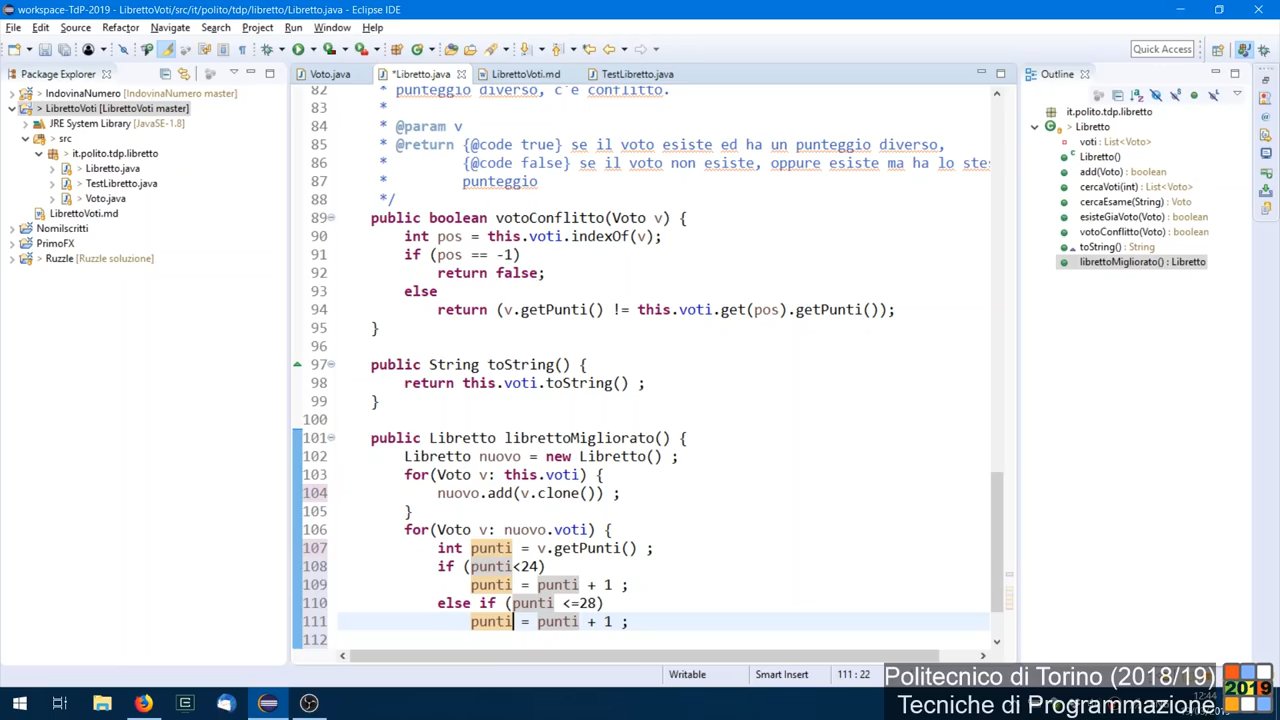 workspace-TdP-2019 - LibrettoVoti/src/it/polito/tdp/libretto/Libretto.java - Eclipse IDE
File Edit Source Refactor Navigate Search Project Run Window Help
Quick Access
Package Explorer
Voto.java
*Libretto.java
LibrettoVoti.md
TestLibretto.java
Outline
> IndovinaNumero [IndovinaNumero master]
> LibrettoVoti [LibrettoVoti master]
JRE System Library [JavaSE-1.8]
> src
> it.polito.tdp.libretto
> Libretto.java
> TestLibretto.java
> Voto.java
LibrettoVoti.md
NomiIscritti
PrimoFX
> Ruzzle [Ruzzle soluzione]
82 * punteggio diverso, c'è conflitto.
83 *
84 * @param v
85 * @return {@code true} se il voto esiste ed ha un punteggio diverso,
86 * {@code false} se il voto non esiste, oppure esiste ma ha lo stes
87 * punteggio
88 */
89 public boolean votoConflitto(Voto v) {
90 int pos = this.voti.indexOf(v);
91 if (pos == -1)
92 return false;
93 else
94 return (v.getPunti() != this.voti.get(pos).getPunti());
95 }
96
97 public String toString() {
98 return this.voti.toString() ;
99 }
100
101 public Libretto librettoMigliorato() {
102 Libretto nuovo = new Libretto() ;
103 for(Voto v: this.voti) {
104 nuovo.add(v.clone()) ;
105 }
106 for(Voto v: nuovo.voti) {
107 int punti = v.getPunti() ;
108 if (punti<24)
109 punti = punti + 1 ;
110 else if (punti <=28)
111 punti = punti + 1 ;
112
it.polito.tdp.libretto
> Libretto
voti : List<Voto>
Libretto()
add(Voto) : boolean
cercaVoti(int) : List<Voto>
cercaEsame(String) : Voto
esisteGiaVoto(Voto) : boolean
votoConflitto(Voto) : boolean
toString() : String
librettoMigliorato() : Libretto
Writable
Smart Insert
111 : 22
Politecnico di Torino (2018/19)
Tecniche di Programmazione
2019
12:44